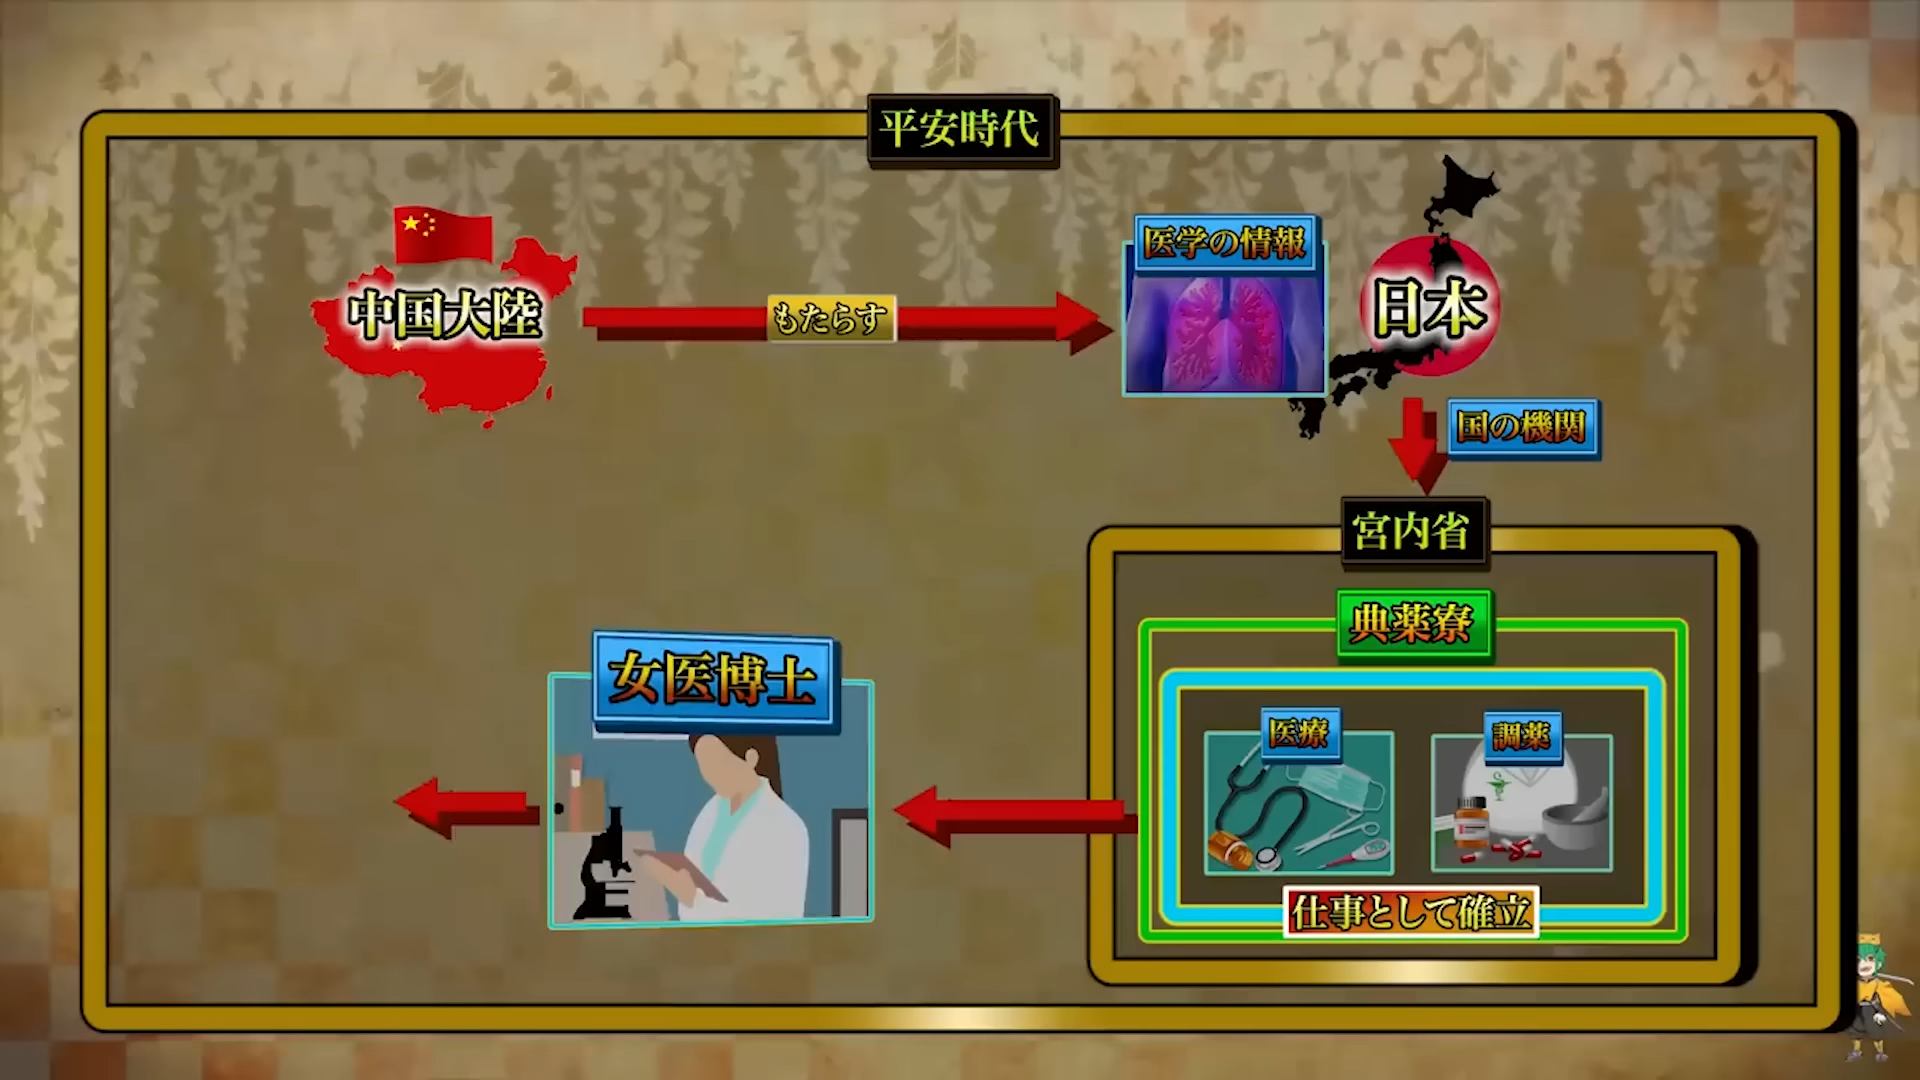 平安時代
中国大陸
もたらす
医学の情報
日本
国の機関
宮内省
典薬寮
医療
調薬
仕事として確立
女医博士